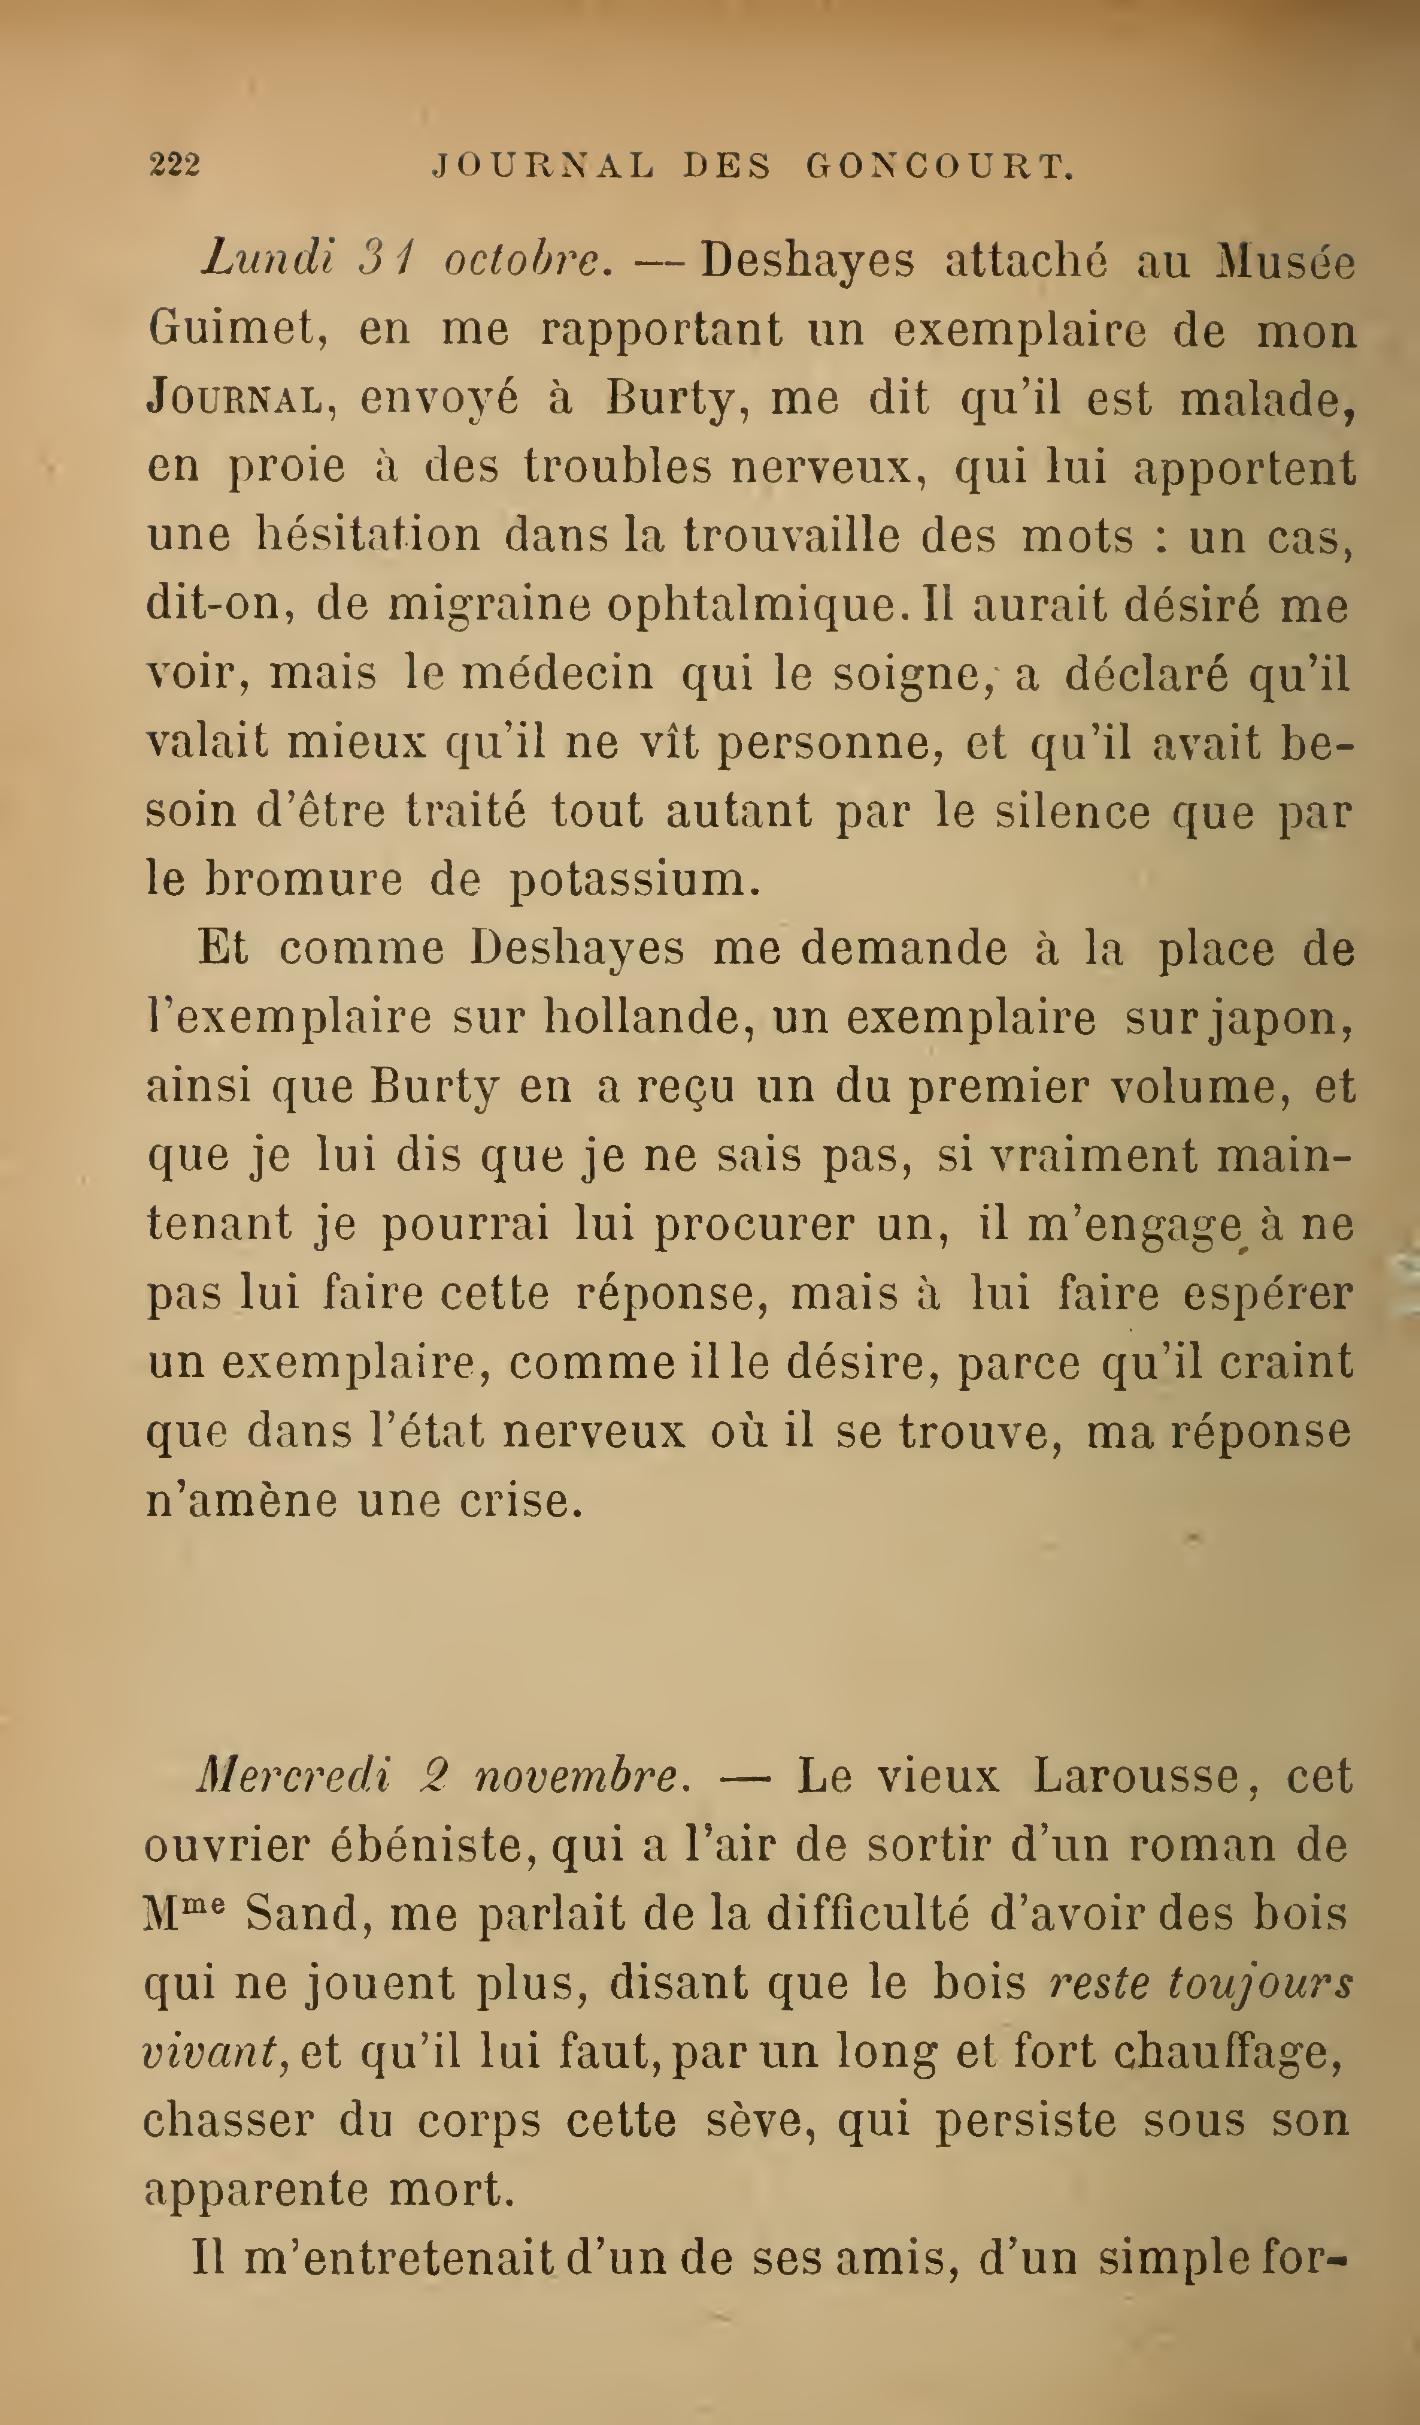 222 JOURNAL DES GONCOURT.
Lundi 31 octobre. — Deshayes attaché au Musée
Guimet, en me rapportant un exemplaire de mon
JOURNAL, envoyé à Burty, me dit qu'il est malade,
en proie à des troubles nerveux, qui lui apportent
une hésitation dans la trouvaille des mots : un cas,
dit-on, de migraine ophtalmique. Il aurait désiré me
voir, mais le médecin qui le soigne, a déclaré qu'il
valait mieux qu'il ne vît personne, et qu'il avait be-
soin d'être traité tout autant par le silence que par
le bromure de potassium.
Et comme Deshayes me demande à la place de
l'exemplaire sur hollande, un exemplaire sur japon,
ainsi que Burty en a reçu un du premier volume, et
que je lui dis que je ne sais pas, si vraiment main-
tenant je pourrai lui procurer un, il m'engage à ne
pas lui faire cette réponse, mais à lui faire espérer
un exemplaire, comme il le désire, parce qu'il craint
que dans l'état nerveux où il se trouve, ma réponse
n'amène une crise.
Mercredi 2 novembre. — Le vieux Larousse, cet
ouvrier ébéniste, qui a l'air de sortir d'un roman de
Mme Sand, me parlait de la difficulté d'avoir des bois
qui ne jouent plus, disant que le bois reste toujours
vivant, et qu'il lui faut, par un long et fort chauffage,
chasser du corps cette sève, qui persiste sous son
apparente mort.
Il m'entretenait d'un de ses amis, d'un simple for-